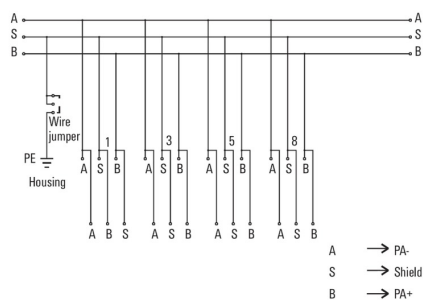 A A
S S
B B
Wire
jumper
PE
Housing
1 3 5 8
A S B A S B A S B A S B
A B S A S B A S B A S B
A → PA-
S → Shield
B → PA+